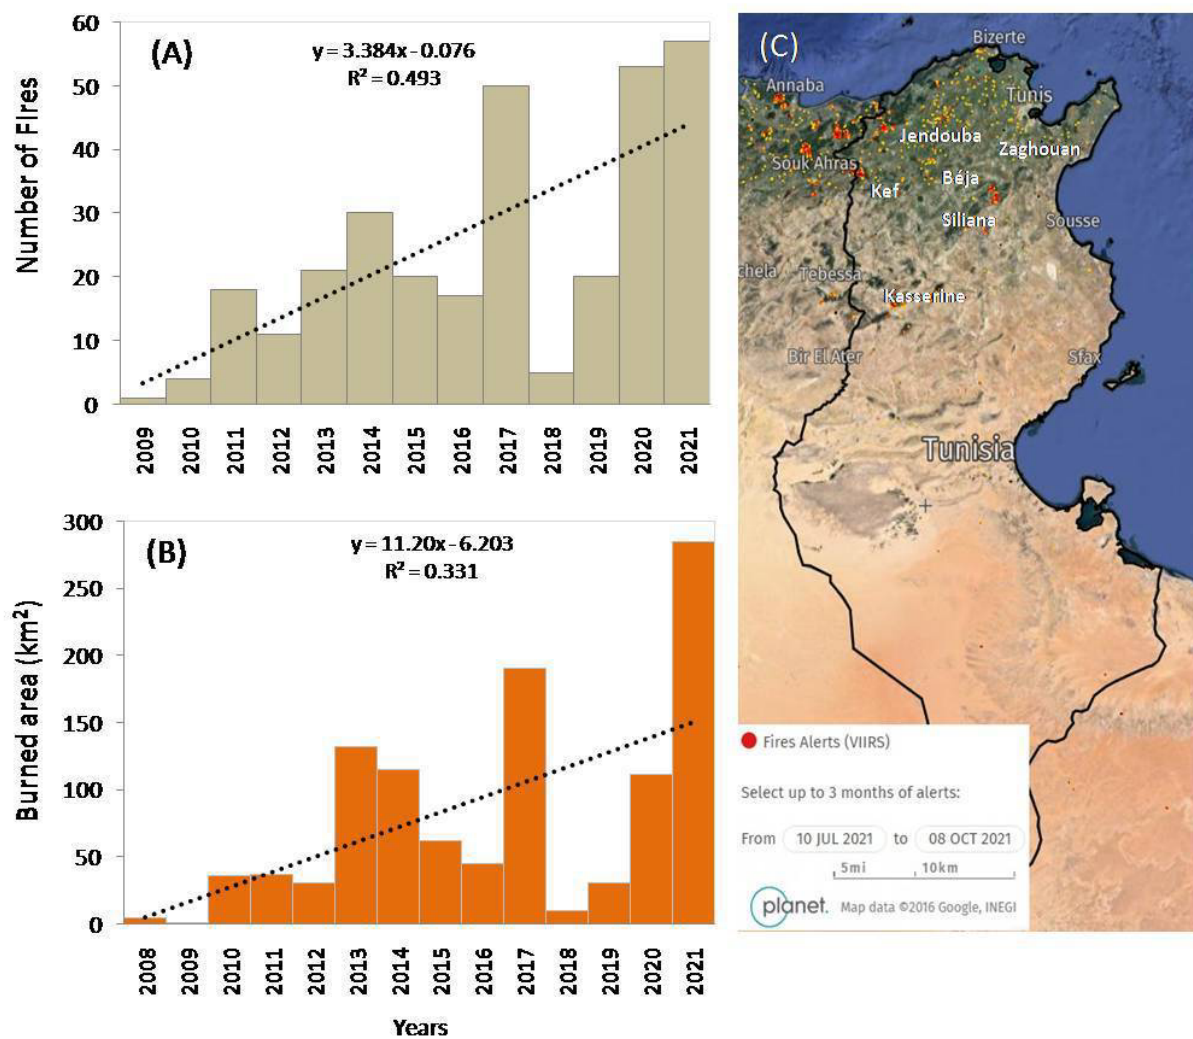 (A)
y = 3.384x - 0.076
R² = 0.493
Number of Fires
60
50
40
30
20
10
0
2009
2010
2011
2012
2013
2014
2015
2016
2017
2018
2019
2020
2021
(B)
y = 11.20x - 6.203
R² = 0.331
Burned area (km²)
300
250
200
150
100
50
0
2008
2009
2010
2011
2012
2013
2014
2015
2016
2017
2018
2019
2020
2021
Years
(C)
Bizerte
Annaba
Tunis
Jendouba
Zaghouan
Souk Ahras
Béja
Kef
Siliana
Sousse
chela
Tebessa
Kasserine
Bir El Ater
Sfax
Tunisia
Fires Alerts (VIIRS)
Select up to 3 months of alerts:
From 10 JUL 2021 to 08 OCT 2021
5mi 10km
planet. Map data ©2016 Google, INEGI